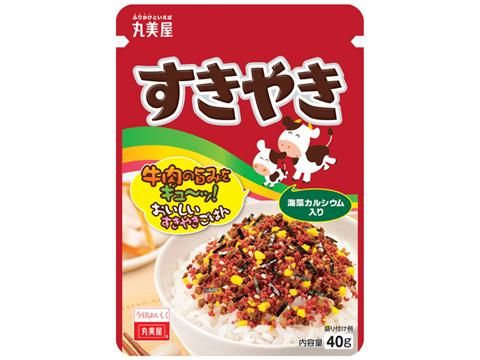 ふりかけといえば
丸美屋
すきやき
牛肉の旨みを
ギュ〜ッ!
おいしい
すきやきごはん
海藻カルシウム
入り
丸美屋
盛り付け例
内容量 40g